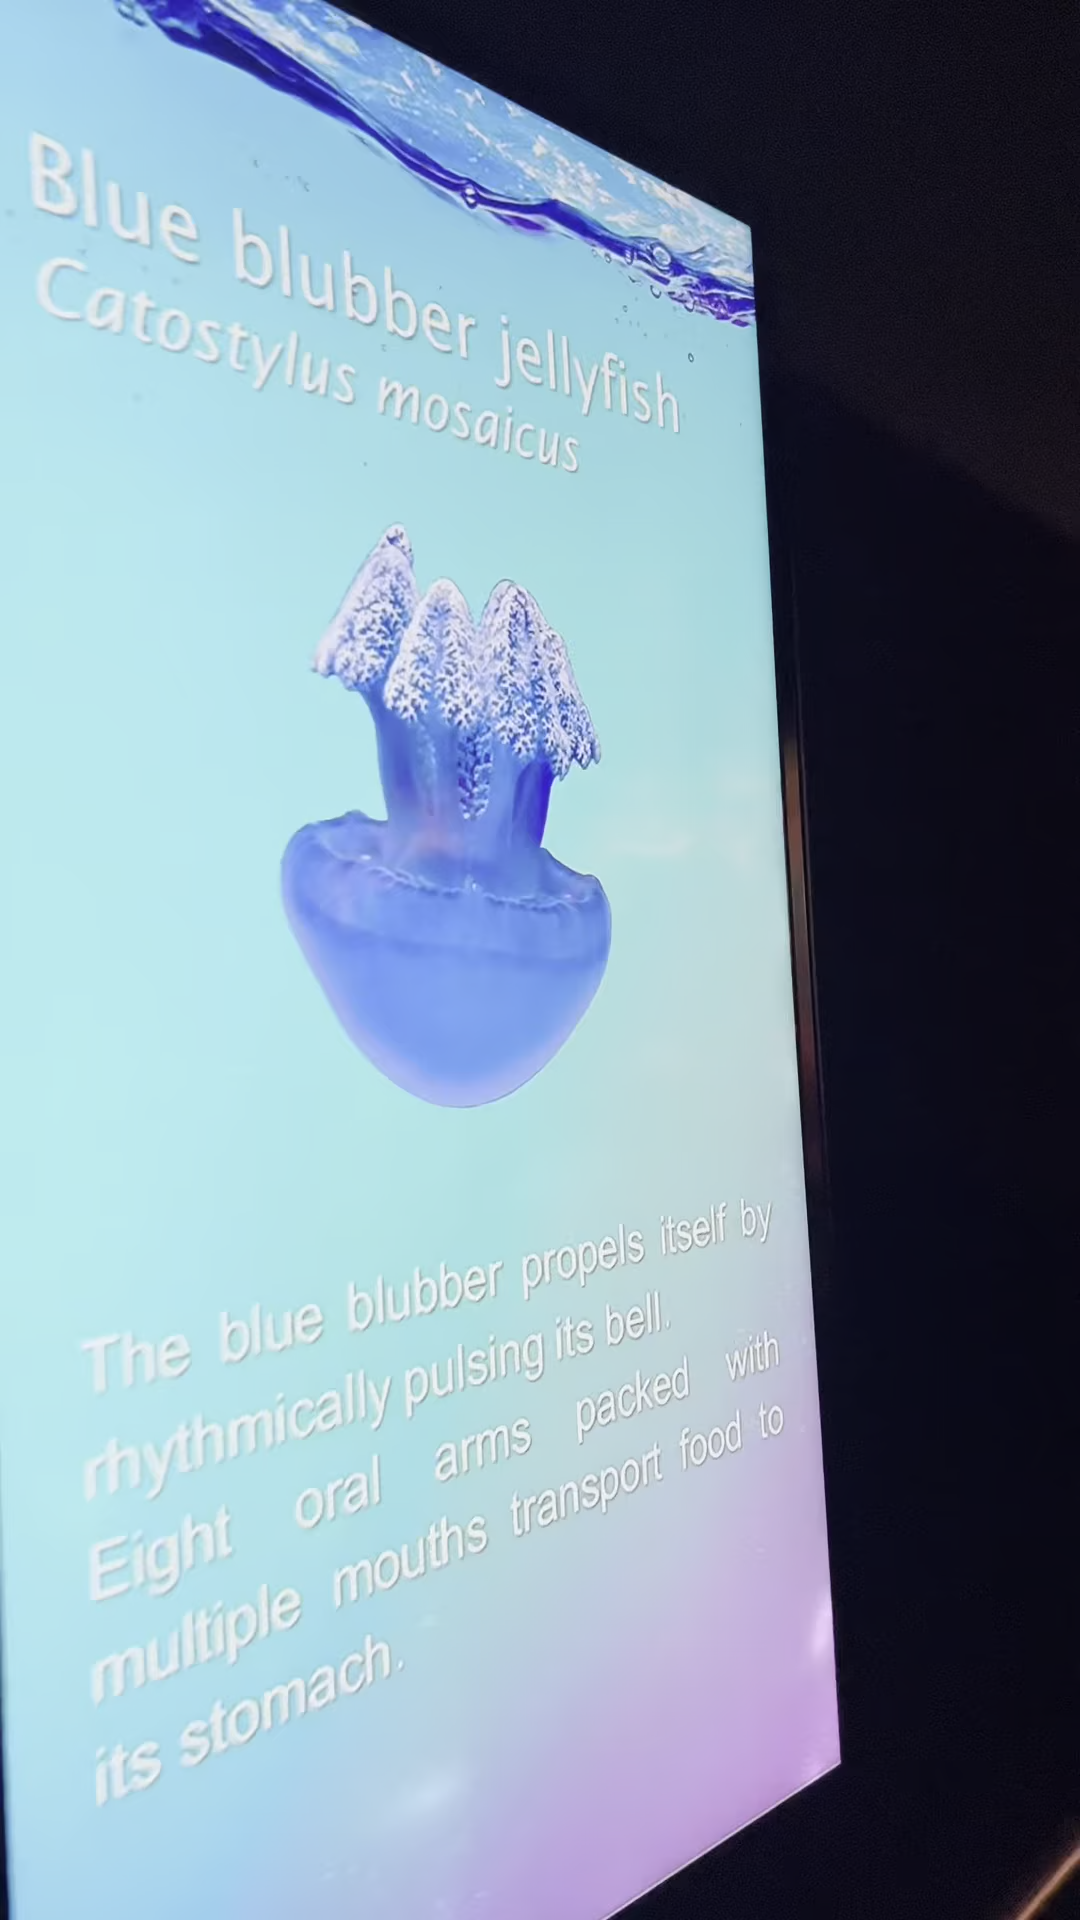 Blue blubber jellyfish
Catostylus mosaicus
The blue blubber propels itself by
rhythmically pulsing its bell.
Eight oral arms packed with
multiple mouths transport food to
its stomach.